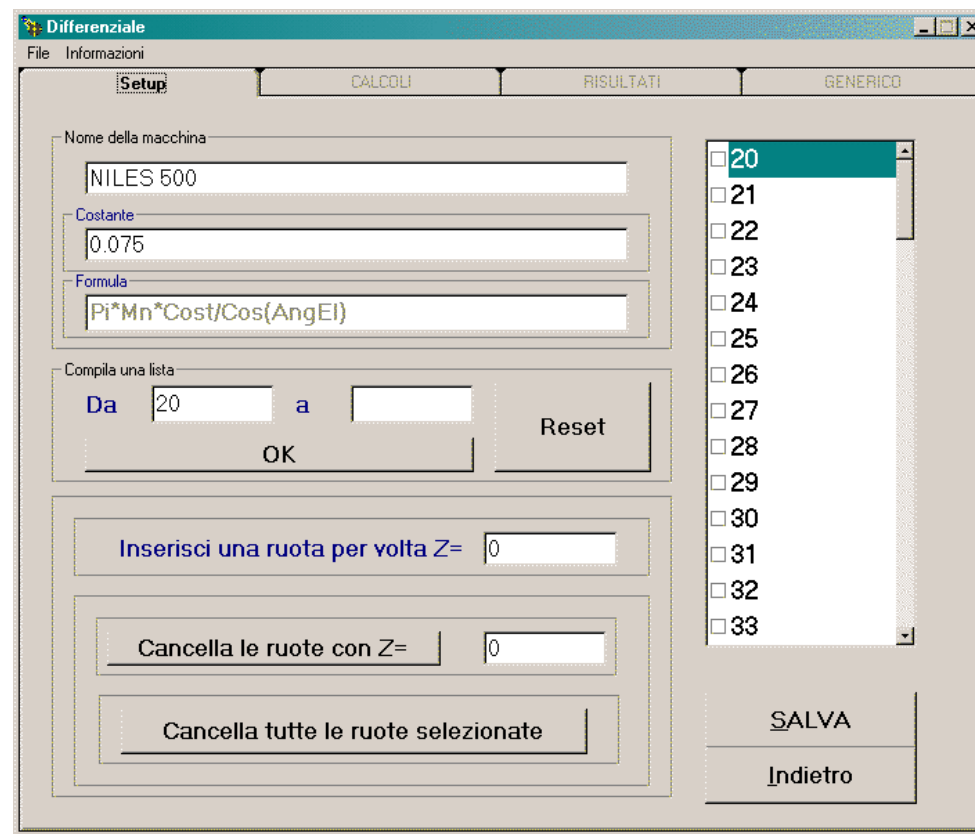 Differenziale
File Informazioni
Setup CALCOLI RISULTATI GENERICO
Nome della macchina
NILES 500
Costante
0.075
Formula
Pi*Mn*Cost/Cos(AngEl)
Compila una lista
Da 20 a
Reset
OK
Inserisci una ruota per volta Z= 0
Cancella le ruote con Z= 0
Cancella tutte le ruote selezionate
20
21
22
23
24
25
26
27
28
29
30
31
32
33
SALVA
Indietro